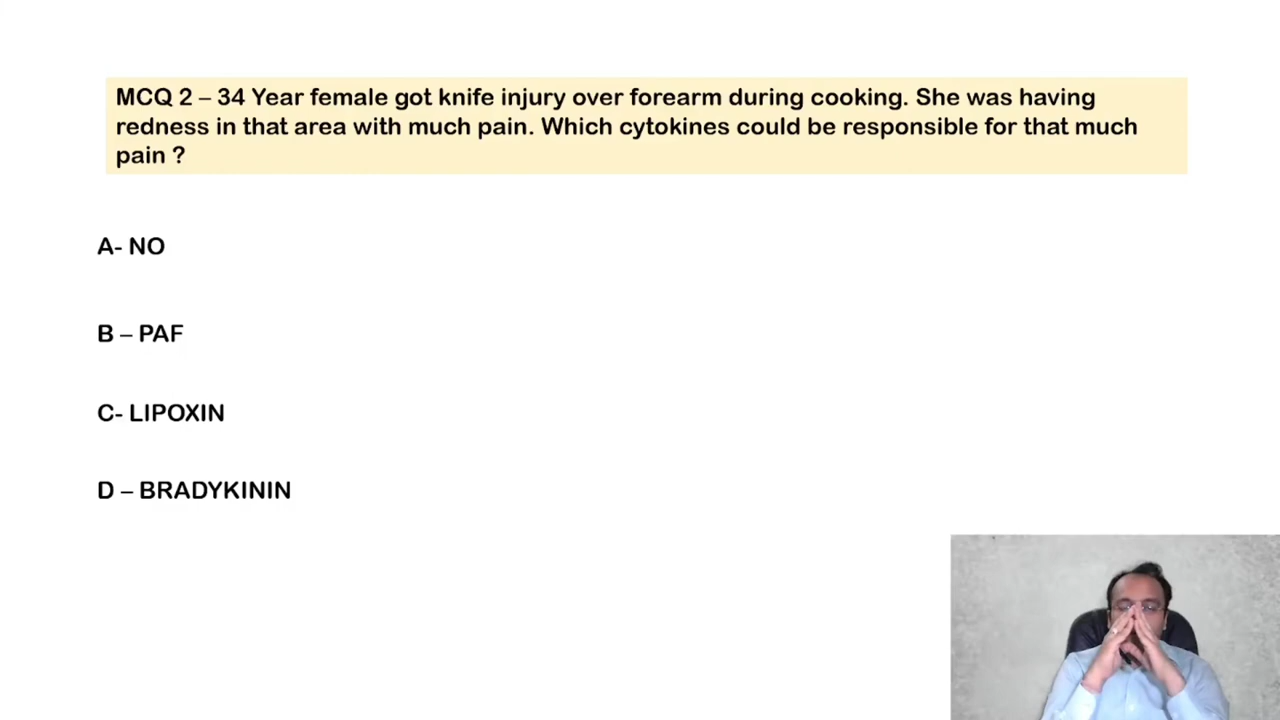 MCQ 2 – 34 Year female got knife injury over forearm during cooking. She was having
redness in that area with much pain. Which cytokines could be responsible for that much
pain ?
A- NO
B – PAF
C- LIPOXIN
D – BRADYKININ